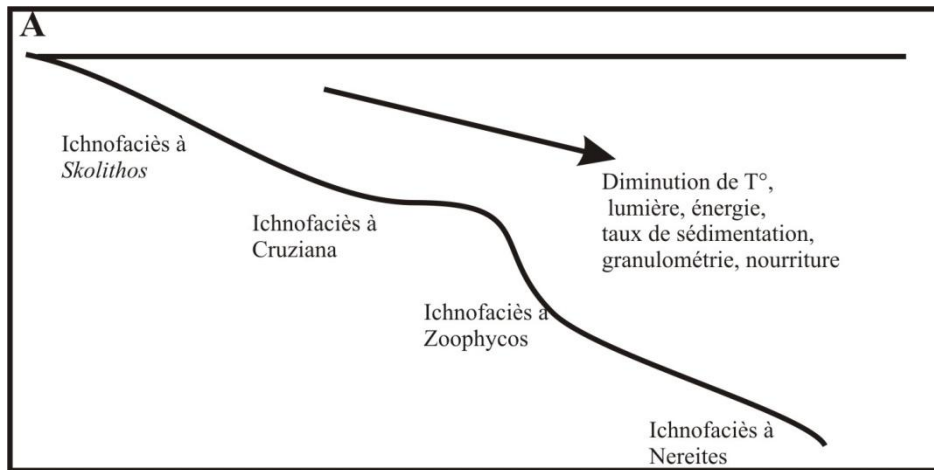 A
Ichnofaciès à
Skolithos
Diminution de T°,
lumière, énergie,
taux de sédimentation,
granulométrie, nourriture
Ichnofaciès à
Cruziana
Ichnofaciès à
Zoophycos
Ichnofaciès à
Nereites